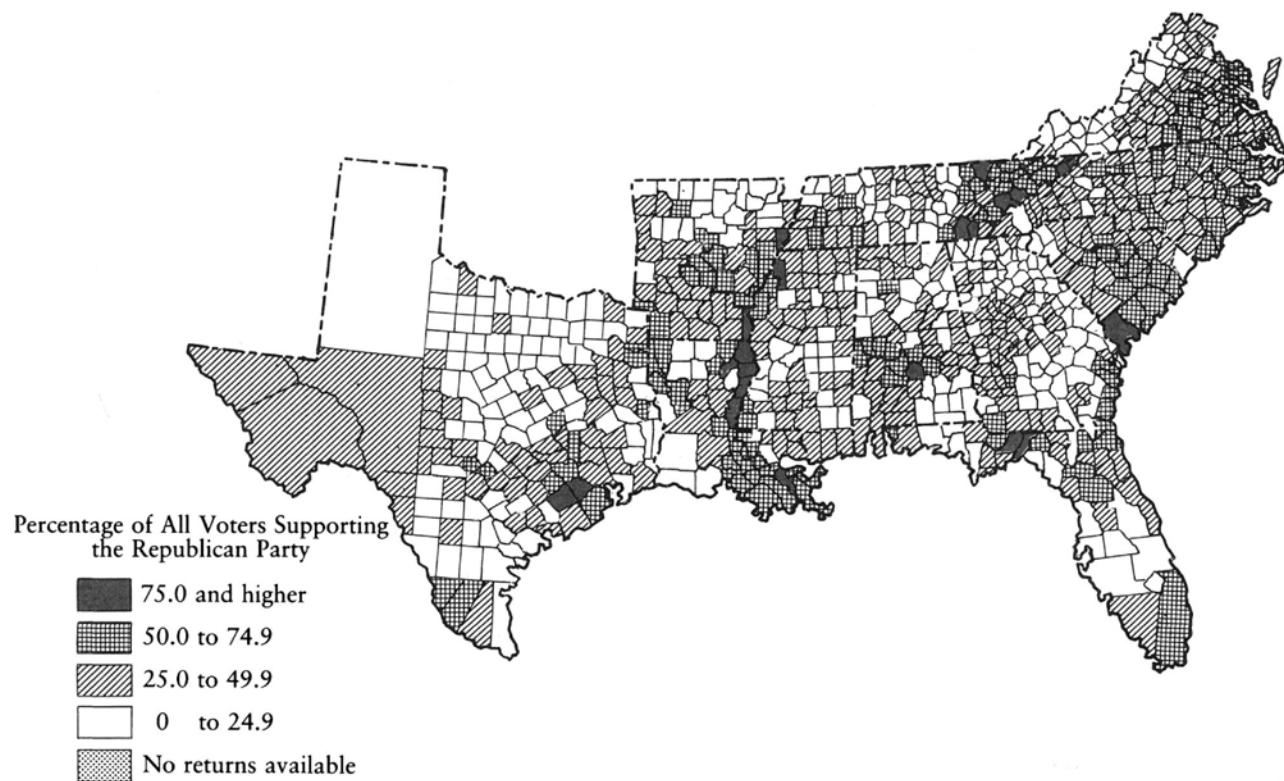 Percentage of All Voters Supporting
the Republican Party
75.0 and higher
50.0 to 74.9
25.0 to 49.9
0 to 24.9
No returns available